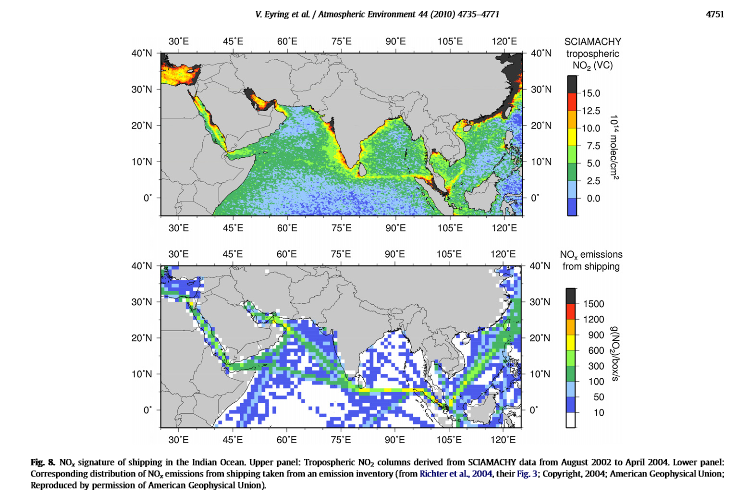 V. Eyring et al. / Atmospheric Environment 44 (2010) 4735–4771
4751
30˚E 45˚E 60˚E 75˚E 90˚E 105˚E 120˚E
SCIAMACHY
tropospheric
NO₂ (VC)
40˚N 40˚N
30˚N 30˚N
20˚N 20˚N
10˚N 10˚N
0˚ 0˚
15.0
12.5
10.0
7.5
5.0
2.5
0.0
10¹⁴ molec/cm²
30˚E 45˚E 60˚E 75˚E 90˚E 105˚E 120˚E
30˚E 45˚E 60˚E 75˚E 90˚E 105˚E 120˚E
NOₓ emissions
from shipping
40˚N 40˚N
30˚N 30˚N
20˚N 20˚N
10˚N 10˚N
0˚ 0˚
1500
1200
900
600
300
100
50
10
g(NO₂)/box/s
30˚E 45˚E 60˚E 75˚E 90˚E 105˚E 120˚E
Fig. 8. NOₓ signature of shipping in the Indian Ocean. Upper panel: Tropospheric NO₂ columns derived from SCIAMACHY data from August 2002 to April 2004. Lower panel:
Corresponding distribution of NOₓ emissions from shipping taken from an emission inventory (from Richter et al., 2004, their Fig. 3; Copyright, 2004; American Geophysical Union;
Reproduced by permission of American Geophysical Union).